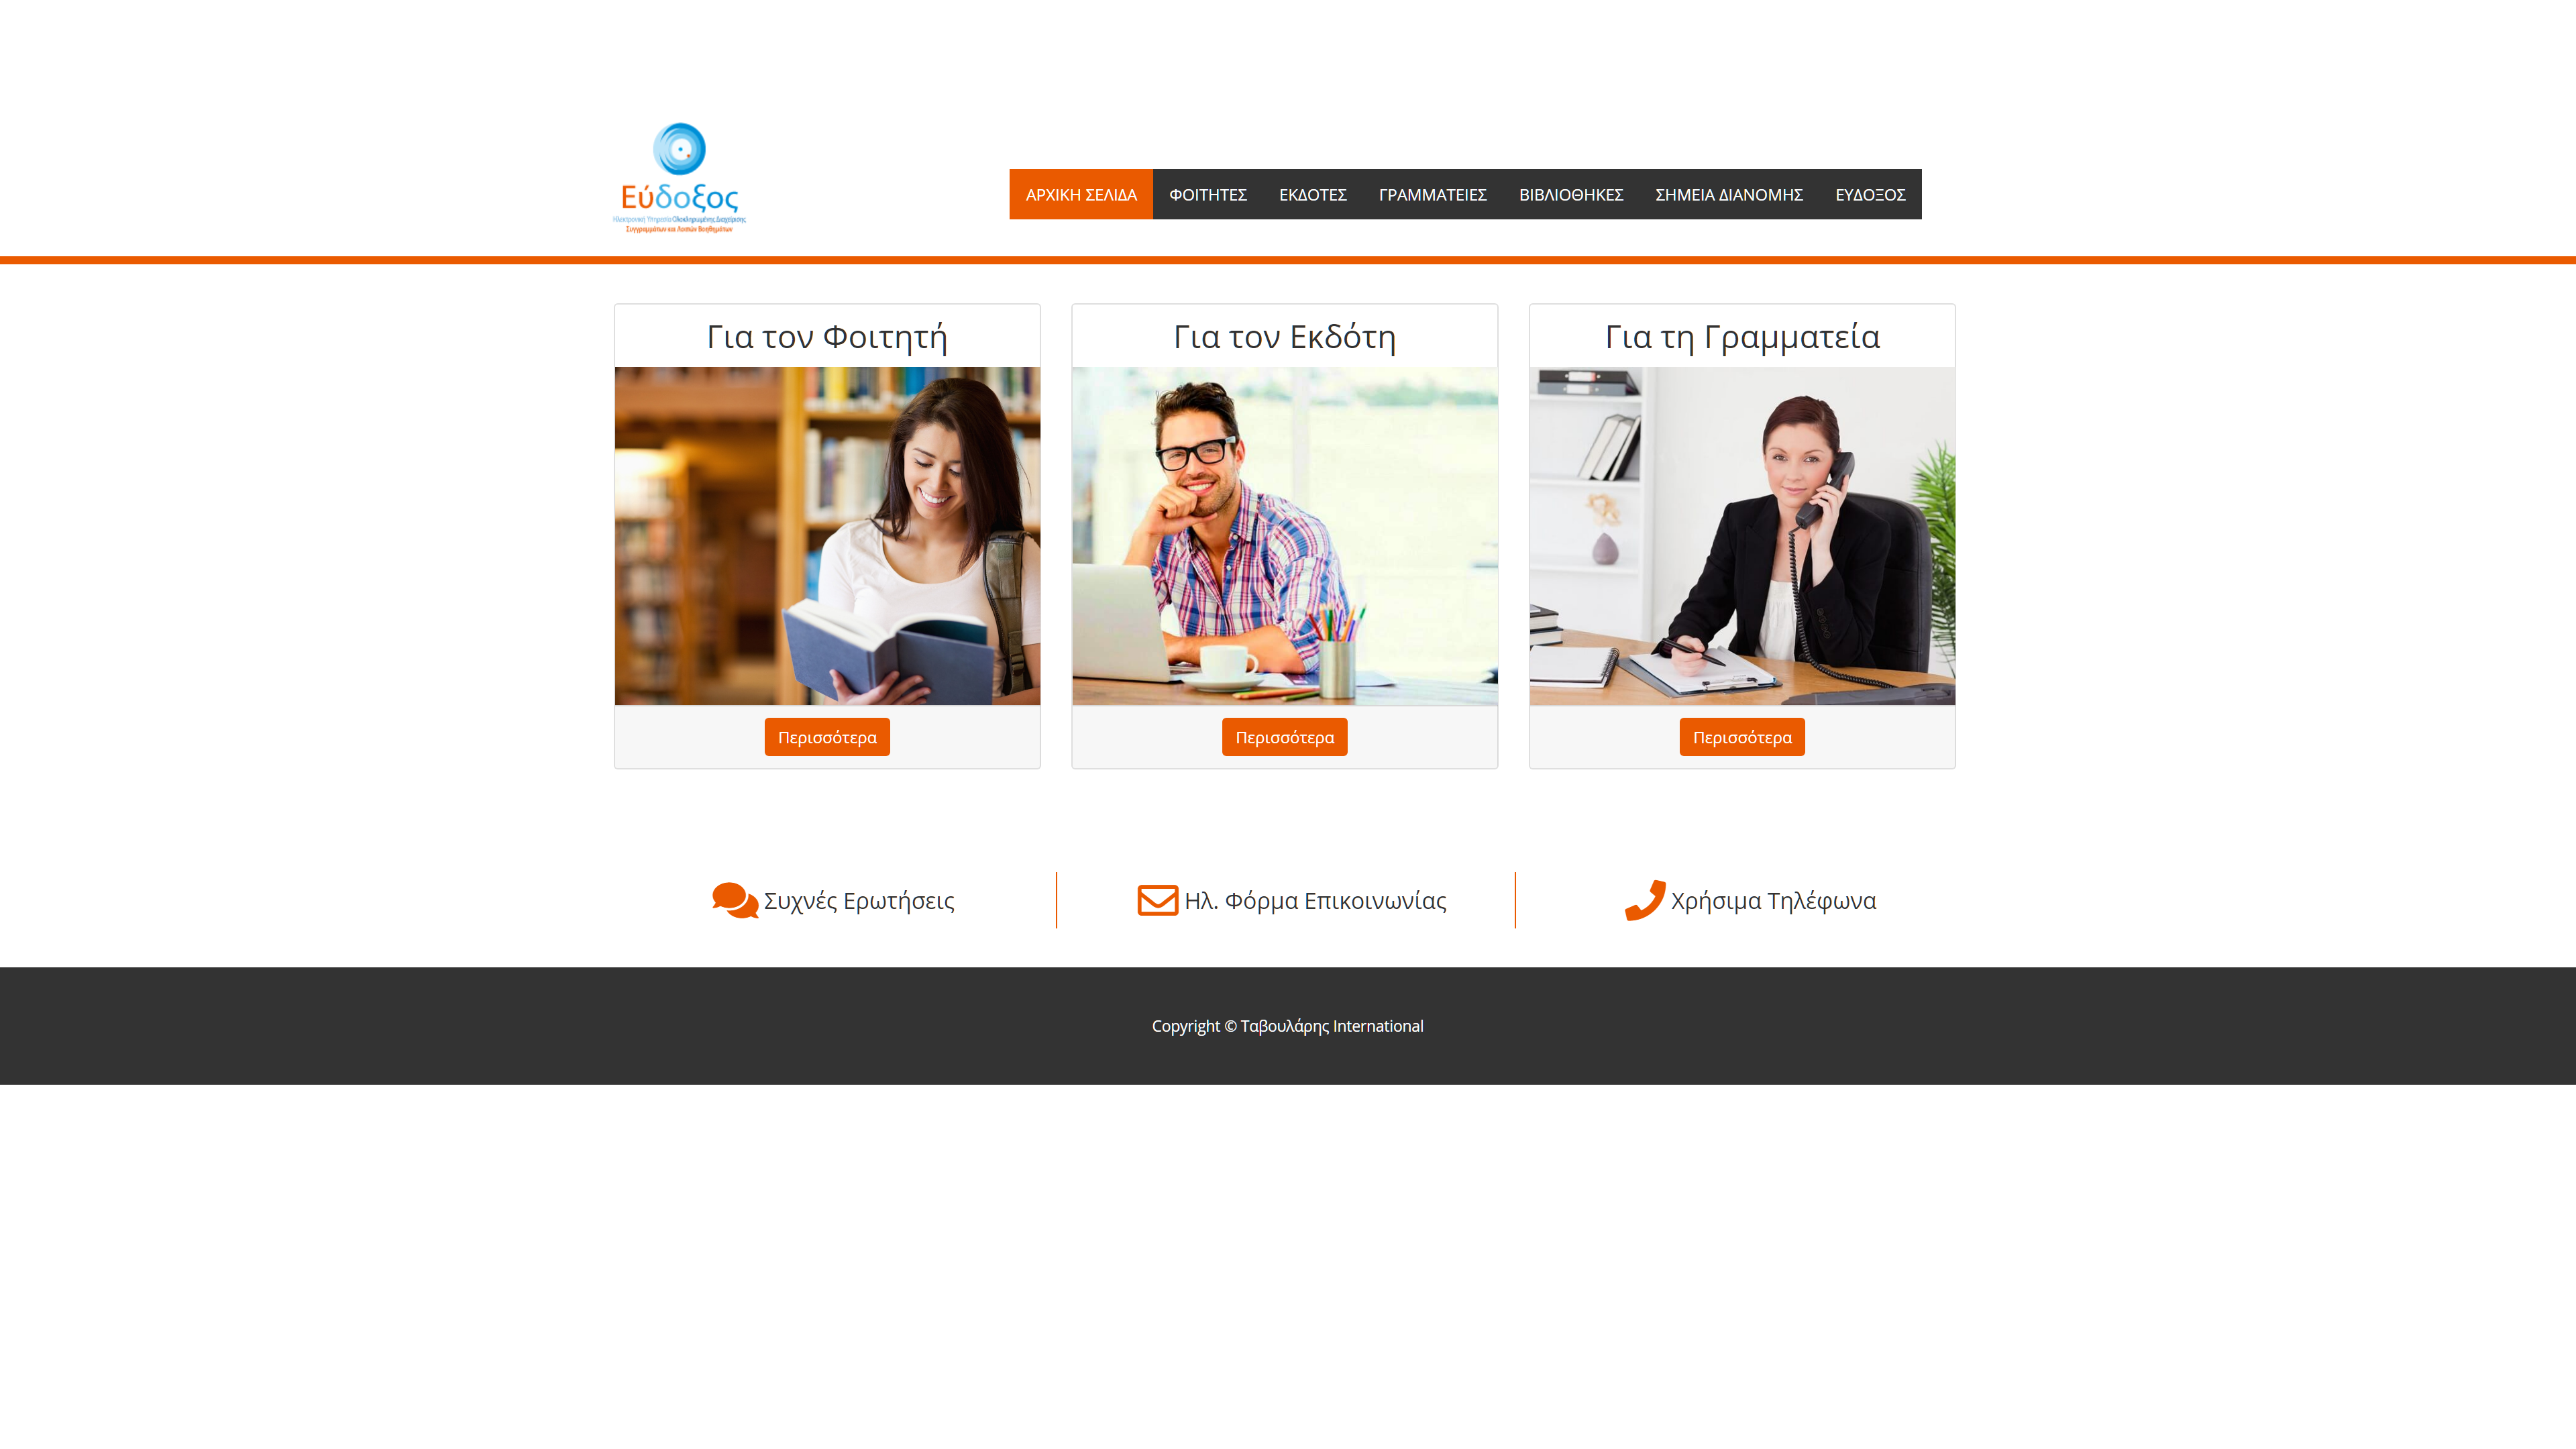 Εύδοξος
Ηλεκτρονική Υπηρεσία Ολοκληρωμένης Διαχείρισης
Συγγραμμάτων και Λοιπών Βοηθημάτων
ΑΡΧΙΚΗ ΣΕΛΙΔΑ ΦΟΙΤΗΤΕΣ ΕΚΔΟΤΕΣ ΓΡΑΜΜΑΤΕΙΕΣ ΒΙΒΛΙΟΘΗΚΕΣ ΣΗΜΕΙΑ ΔΙΑΝΟΜΗΣ ΕΥΔΟΞΟΣ
Για τον Φοιτητή
Για τον Εκδότη
Για τη Γραμματεία
Περισσότερα
Περισσότερα
Περισσότερα
Συχνές Ερωτήσεις
Ηλ. Φόρμα Επικοινωνίας
Χρήσιμα Τηλέφωνα
Copyright © Ταβουλάρης International